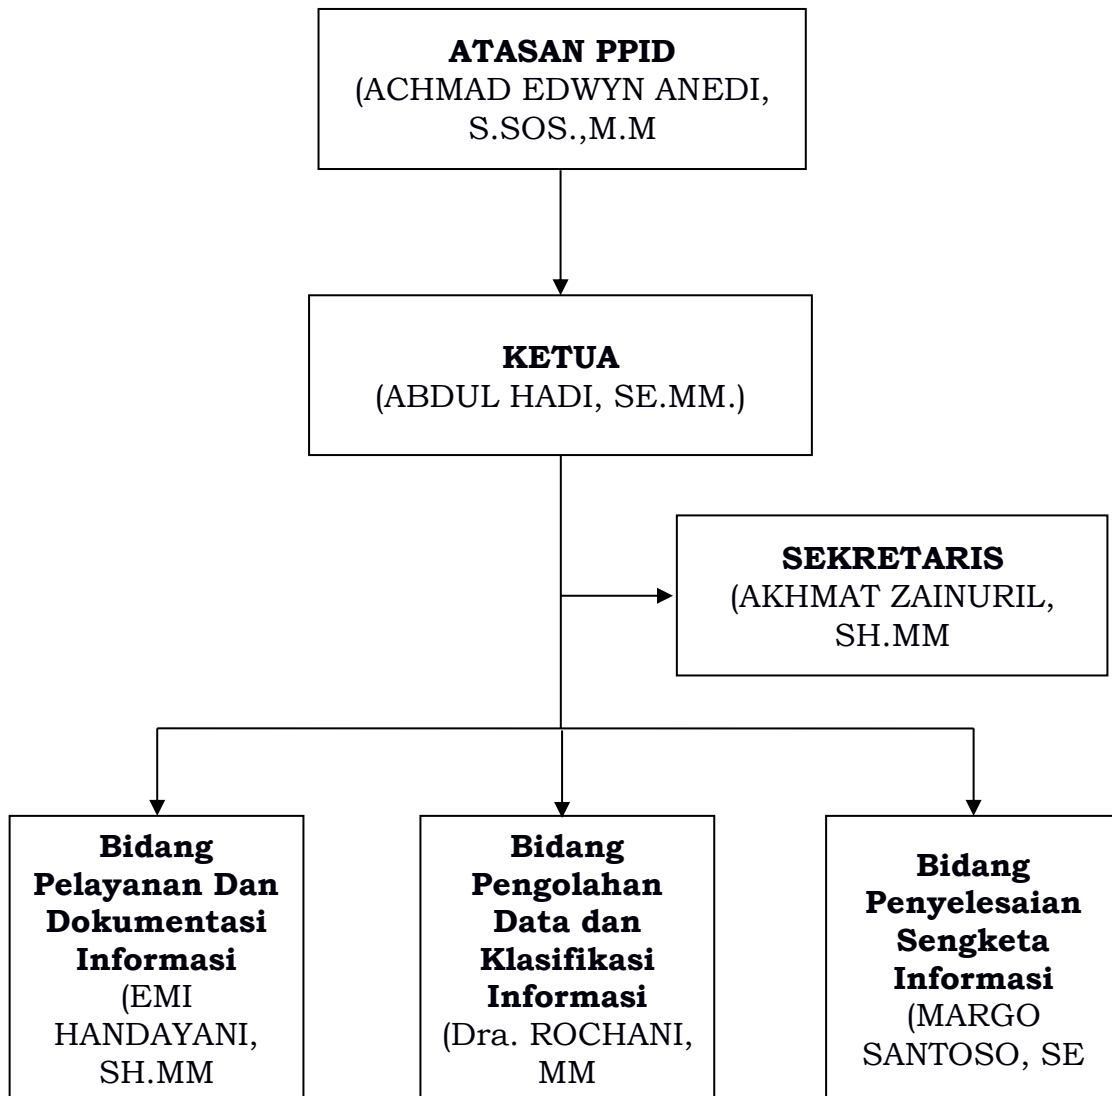 ATASAN PPID
(ACHMAD EDWYN ANEDI,
S.SOS.,M.M
KETUA
(ABDUL HADI, SE.MM.)
SEKRETARIS
(AKHMAT ZAINURIL,
SH.MM
Bidang
Pelayanan Dan
Dokumentasi
Informasi
(EMI
HANDAYANI,
SH.MM
Bidang
Pengolahan
Data dan
Klasifikasi
Informasi
(Dra. ROCHANI,
MM
Bidang
Penyelesaian
Sengketa
Informasi
(MARGO
SANTOSO, SE